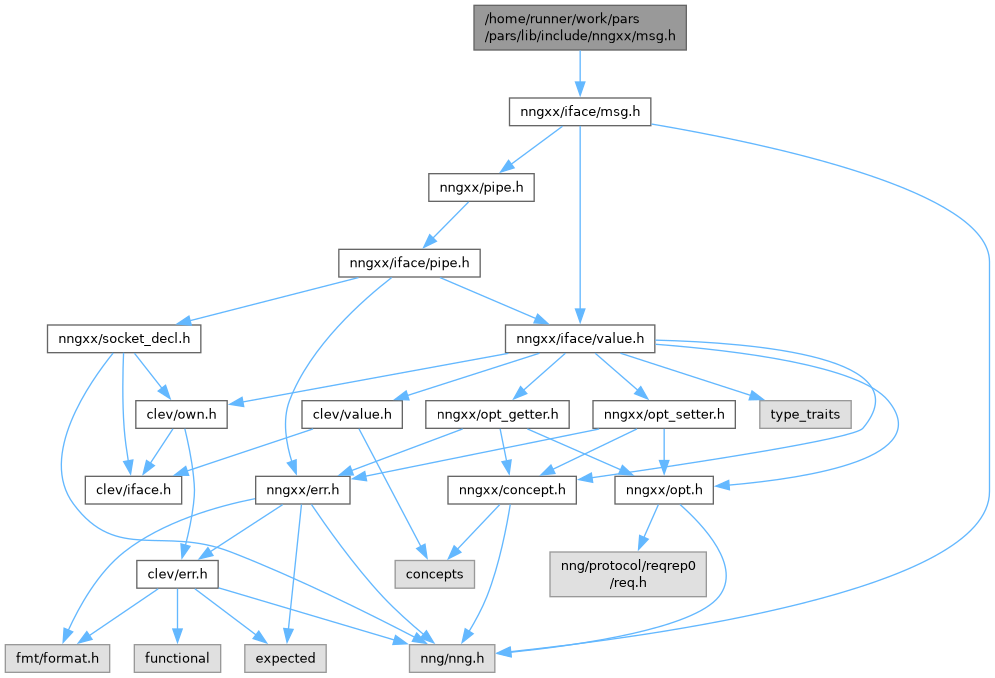 /home/runner/work/pars
/pars/lib/include/nngxx/msg.h
nngxx/iface/msg.h
nngxx/pipe.h
nngxx/iface/pipe.h
nngxx/socket_decl.h
nngxx/iface/value.h
clev/own.h
clev/value.h
nngxx/opt_getter.h
nngxx/opt_setter.h
type_traits
clev/iface.h
nngxx/err.h
nngxx/concept.h
nngxx/opt.h
clev/err.h
concepts
nng/protocol/reqrep0
/req.h
fmt/format.h
functional
expected
nng/nng.h